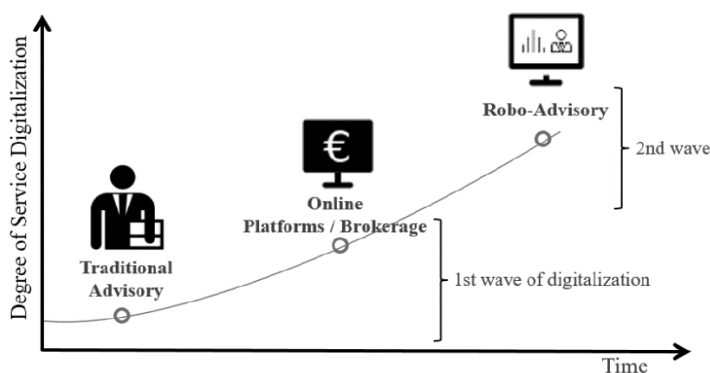 Degree of Service Digitalization
Robo-Advisory
2nd wave
€
Online
Platforms / Brokerage
Traditional
Advisory
1st wave of digitalization
Time